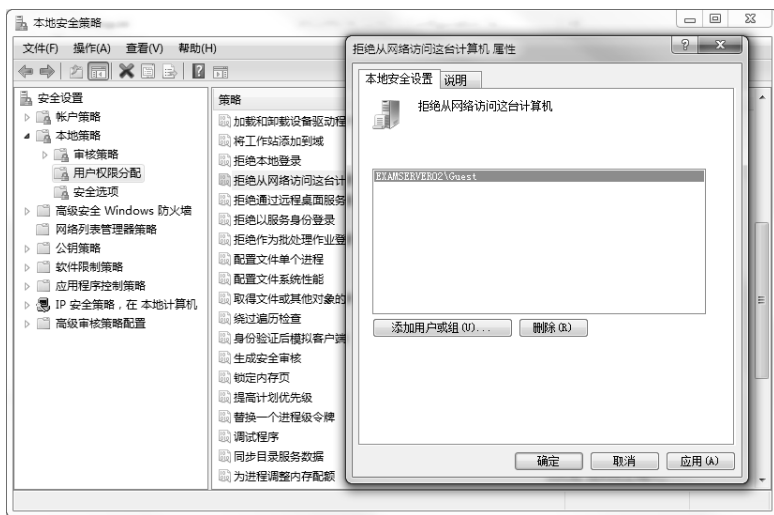 本地安全策略
文件(F) 操作(A) 查看(V) 帮助(H)
安全设置
帐户策略
本地策略
审核策略
用户权限分配
安全选项
高级安全 Windows 防火墙
网络列表管理器策略
公钥策略
软件限制策略
应用程序控制策略
IP 安全策略，在 本地计算机
高级审核策略配置
策略
加载和卸载设备驱动程
将工作站添加到域
拒绝本地登录
拒绝从网络访问这台计
拒绝通过远程桌面服务
拒绝以服务身份登录
拒绝作为批处理作业登
配置文件单个进程
配置文件系统性能
取得文件或其他对象的
绕过遍历检查
身份验证后模拟客户端
生成安全审核
锁定内存页
提高计划优先级
替换一个进程级令牌
调试程序
同步目录服务数据
为进程调整内存配额
拒绝从网络访问这台计算机 属性
本地安全设置 说明
拒绝从网络访问这台计算机
EXAMSERVER02\Guest
添加用户或组(U)... 删除(R)
确定 取消 应用(A)